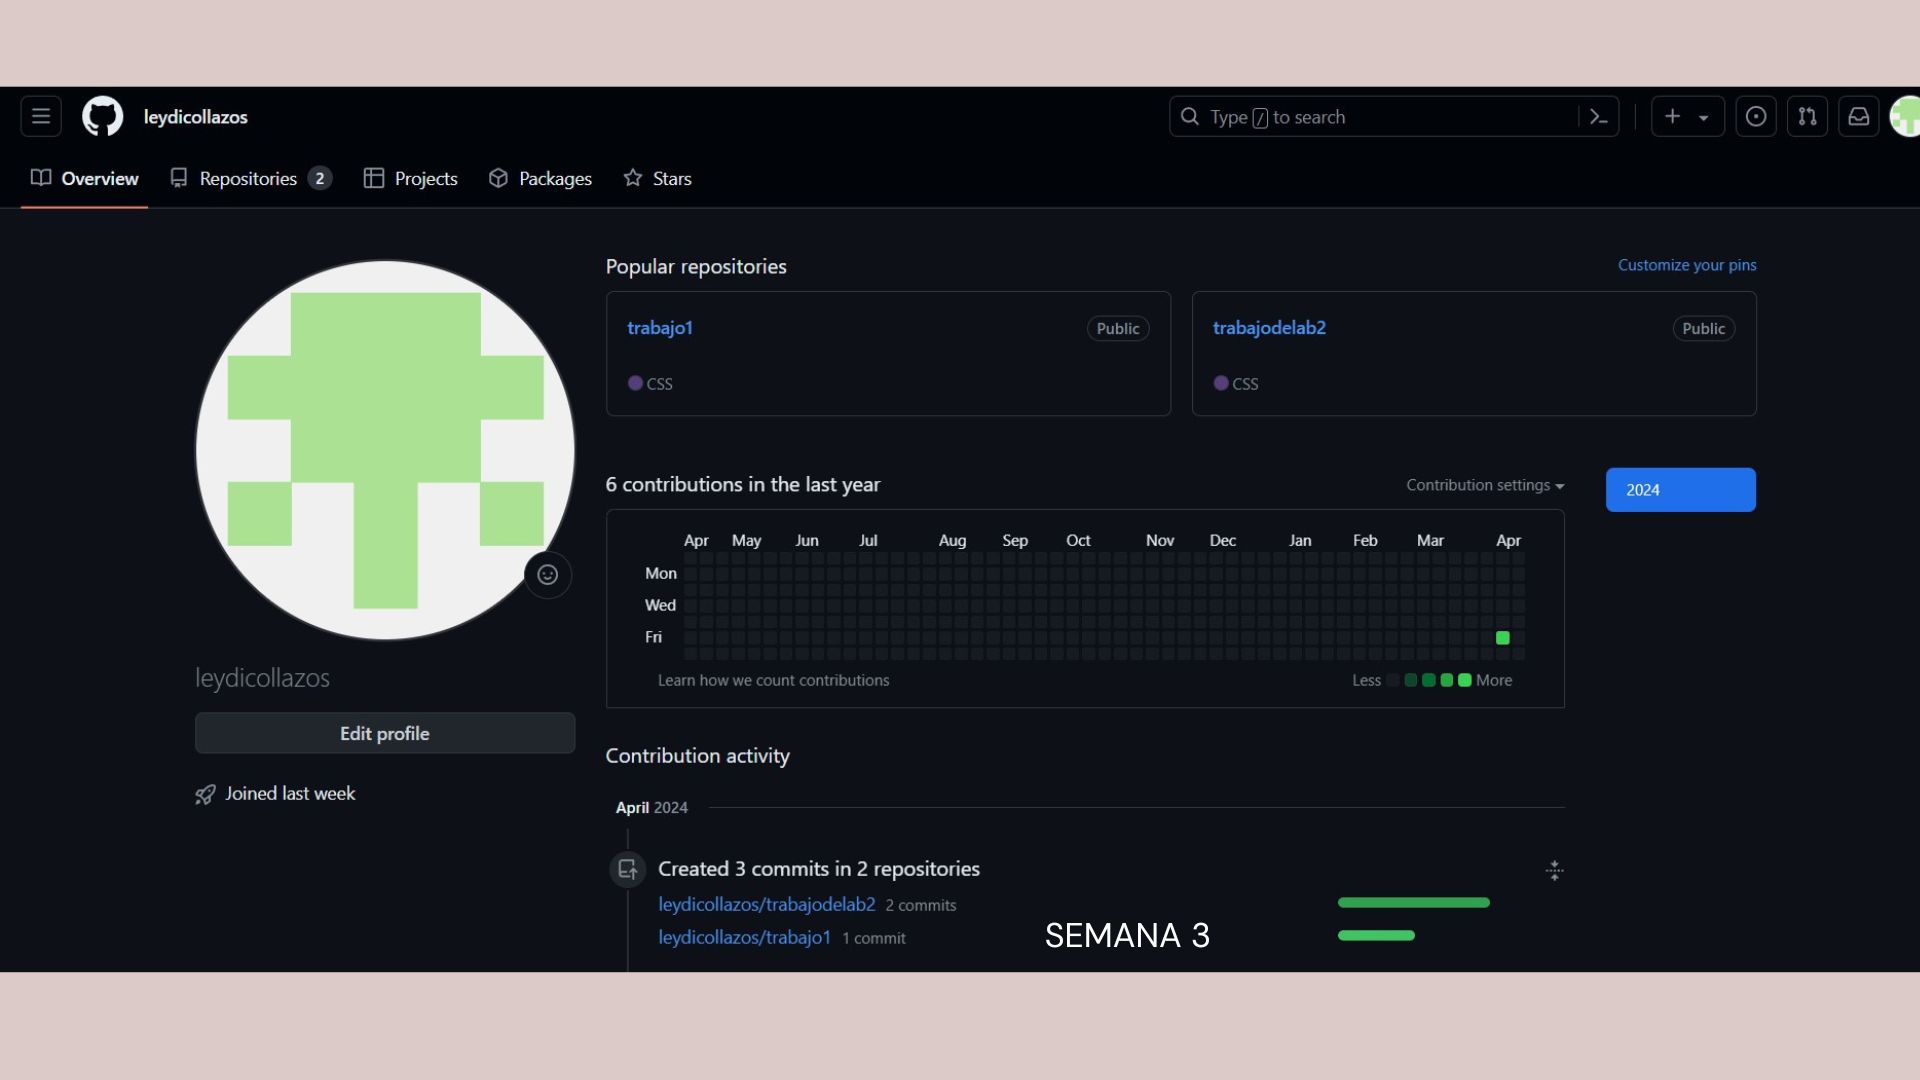 leydicollazos
Type / to search
Overview Repositories 2 Projects Packages Stars
Popular repositories
Customize your pins
trabajo1 Public
CSS
trabajodelab2 Public
CSS
6 contributions in the last year
Contribution settings
2024
Apr May Jun Jul Aug Sep Oct Nov Dec Jan Feb Mar Apr
Mon
Wed
Fri
Learn how we count contributions
Less More
leydicollazos
Edit profile
Joined last week
Contribution activity
April 2024
Created 3 commits in 2 repositories
leydicollazos/trabajodelab2 2 commits
leydicollazos/trabajo1 1 commit
SEMANA 3